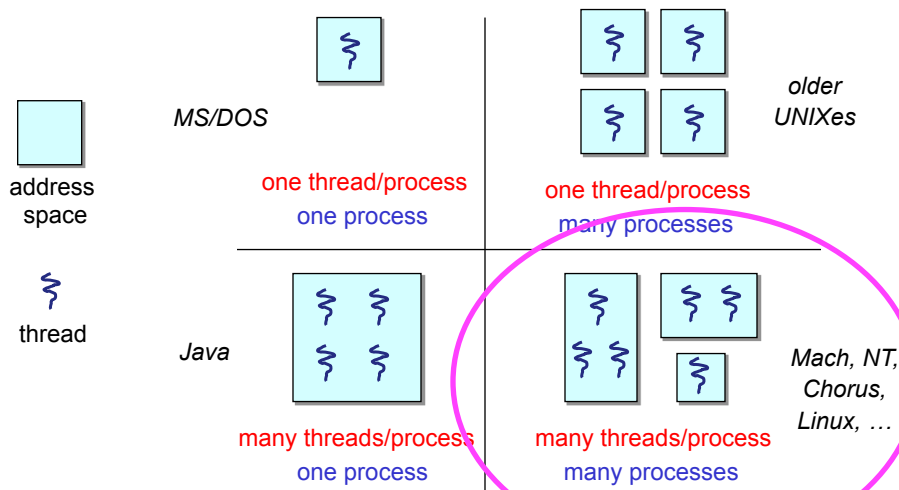 MS/DOS
one thread/process
one process
older
UNIXes
one thread/process
many processes
address
space
thread
Java
many threads/process
one process
Mach, NT,
Chorus,
Linux, …
many threads/process
many processes